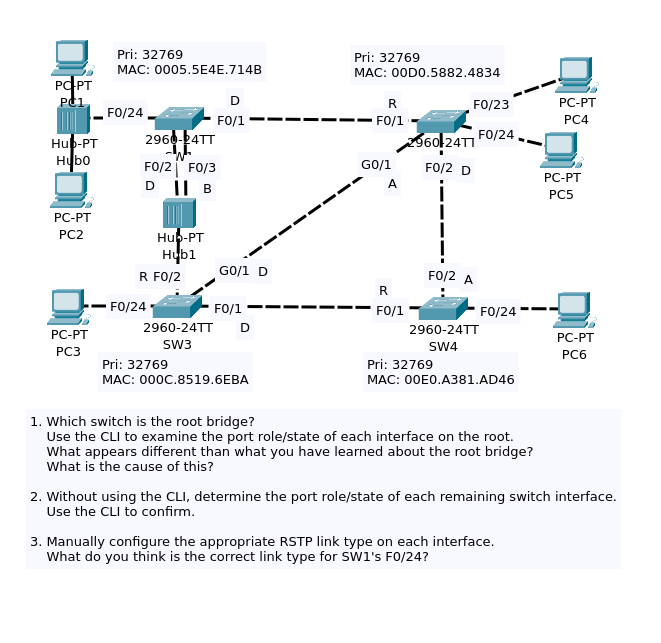 Pri: 32769
MAC: 0005.5E4E.714B
Pri: 32769
MAC: 00D0.5882.4834
PC-PT
PC1
F0/24
D
F0/1
R
F0/1
F0/23
F0/24
PC-PT
PC4
2960-24TT
2960-24TT
Hub-PT
Hub0
F0/2
F0/3
D
B
G0/1
A
F0/2
D
PC-PT
PC5
PC-PT
PC2
Hub-PT
Hub1
R
F0/2
G0/1
D
F0/2
A
F0/24
F0/1
D
R
F0/1
F0/24
PC-PT
PC3
2960-24TT
SW3
2960-24TT
SW4
PC-PT
PC6
Pri: 32769
MAC: 000C.8519.6EBA
Pri: 32769
MAC: 00E0.A381.AD46
1. Which switch is the root bridge?
Use the CLI to examine the port role/state of each interface on the root.
What appears different than what you have learned about the root bridge?
What is the cause of this?
2. Without using the CLI, determine the port role/state of each remaining switch interface.
Use the CLI to confirm.
3. Manually configure the appropriate RSTP link type on each interface.
What do you think is the correct link type for SW1's F0/24?